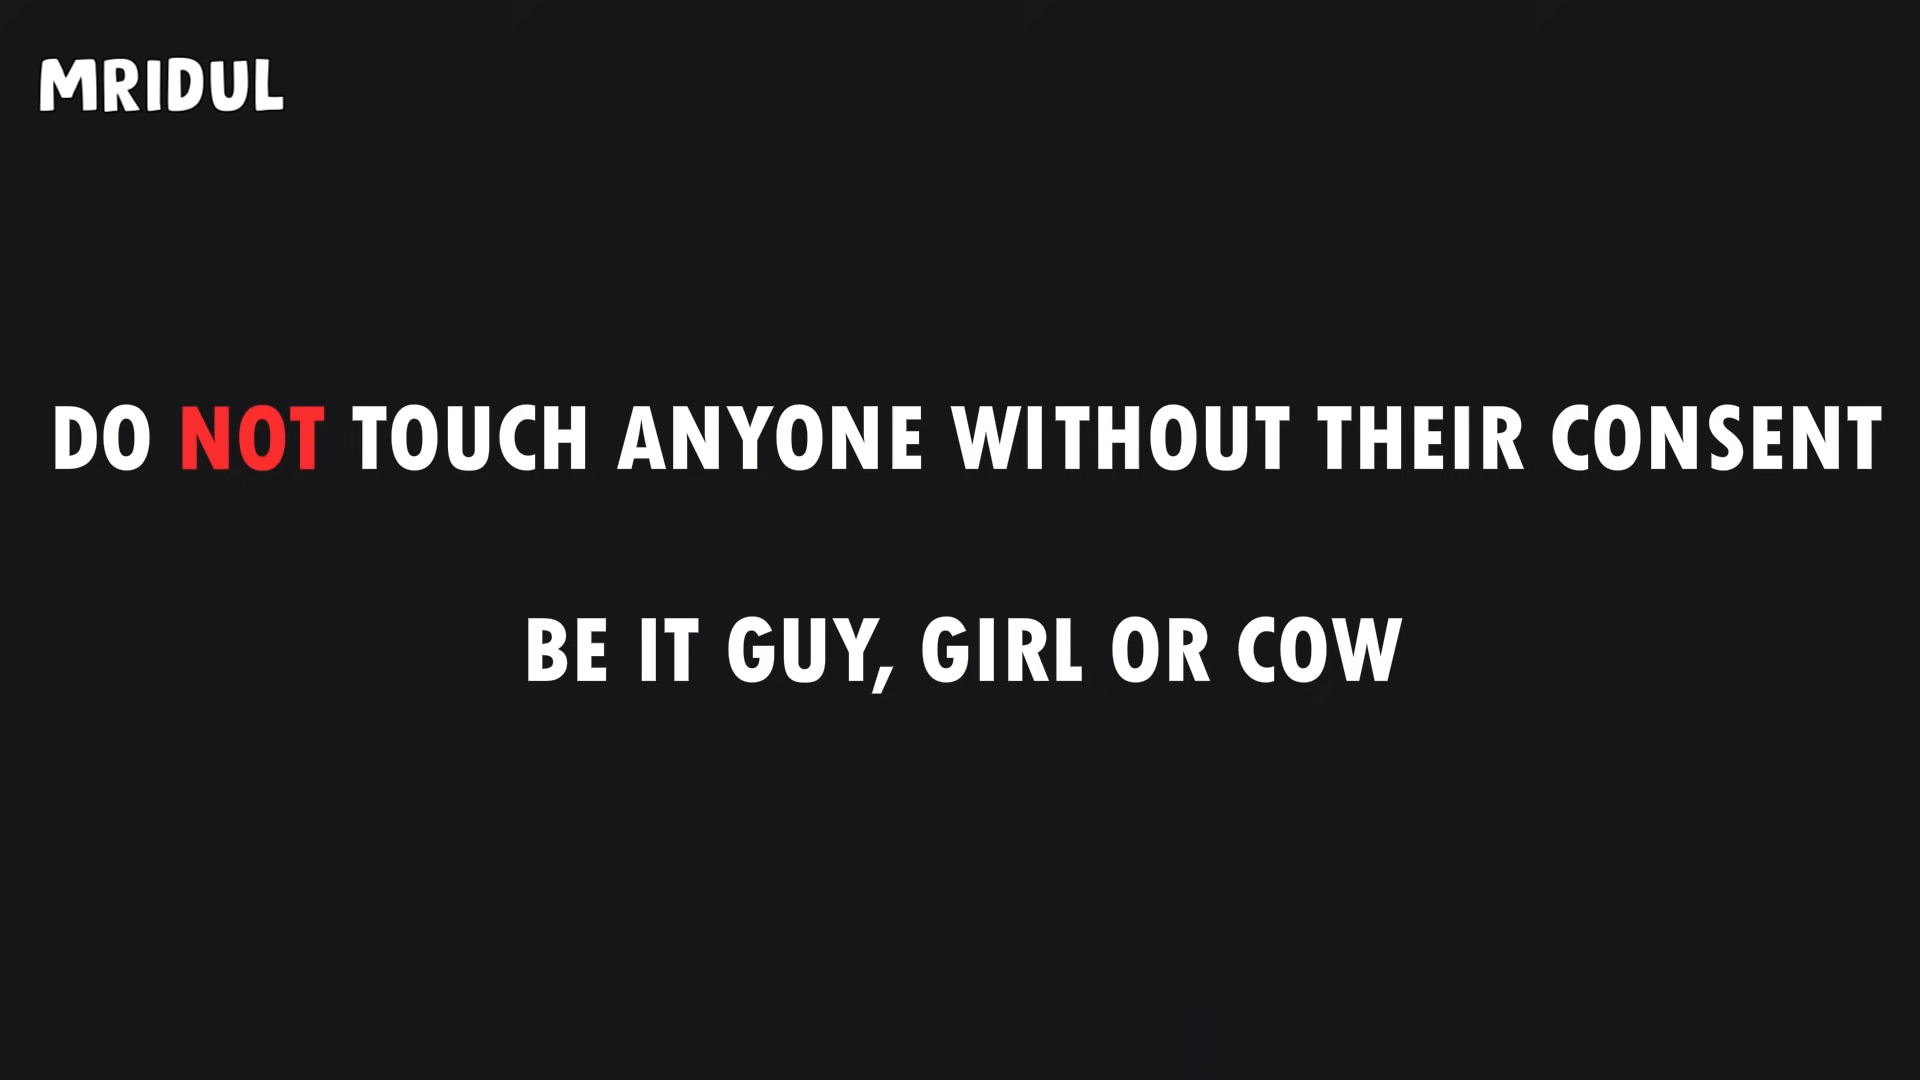 MRIDUL
DO NOT TOUCH ANYONE WITHOUT THEIR CONSENT
BE IT GUY, GIRL OR COW